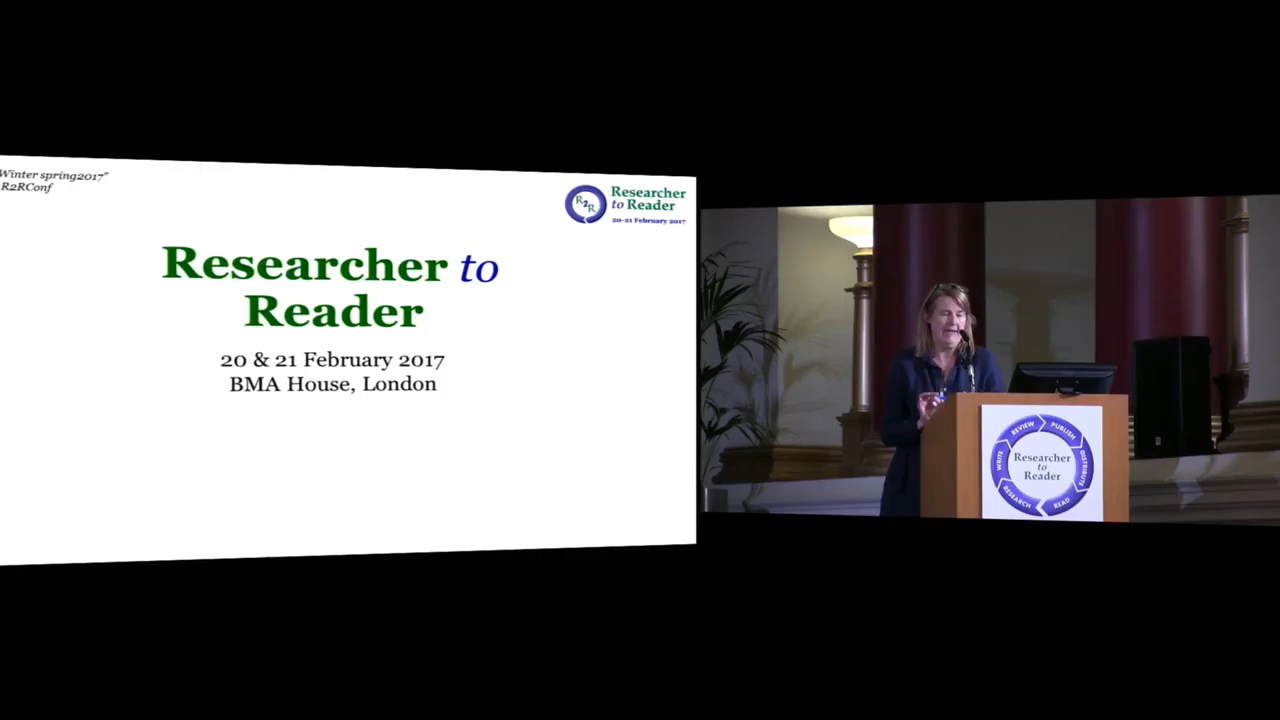 Winter spring2017"
R2RConf
R2R
Researcher
to Reader
20-21 February 2017
Researcher to
Reader
20 & 21 February 2017
BMA House, London
REVIEW
PUBLISH
DISTRIBUTE
READ
RESEARCH
WRITE
Researcher
to
Reader